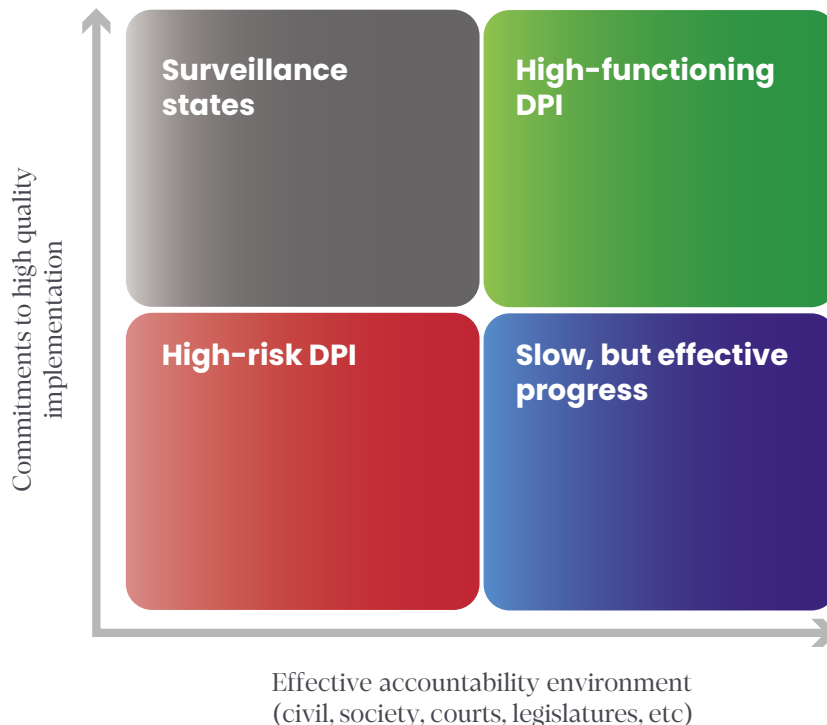 Surveillance
states
High-functioning
DPI
High-risk DPI
Slow, but effective
progress
Commitments to high quality
implementation
Effective accountability environment
(civil, society, courts, legislatures, etc)